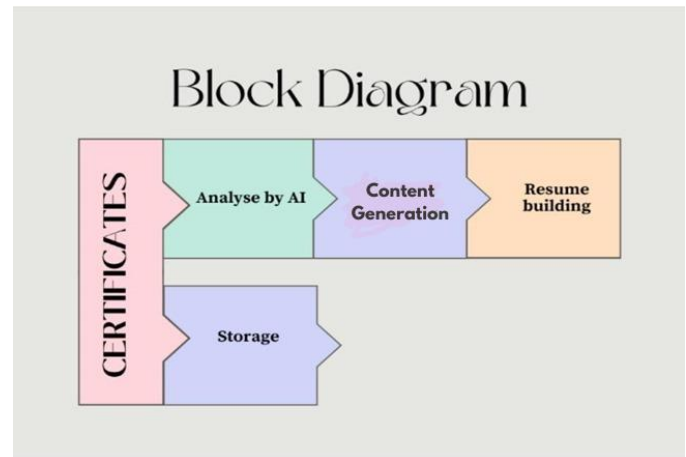 Block Diagram
CERTIFICATES
Analyse by AI
Content
Generation
Resume
building
Storage